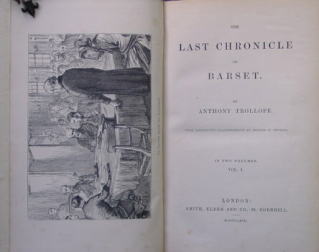 THE
LAST CHRONICLE
OF
BARSET.
BY
ANTHONY TROLLOPE.
IN TWO VOLUMES.
VOL. I.
LONDON:
SMITH, ELDER AND CO., 65, CORNHILL.